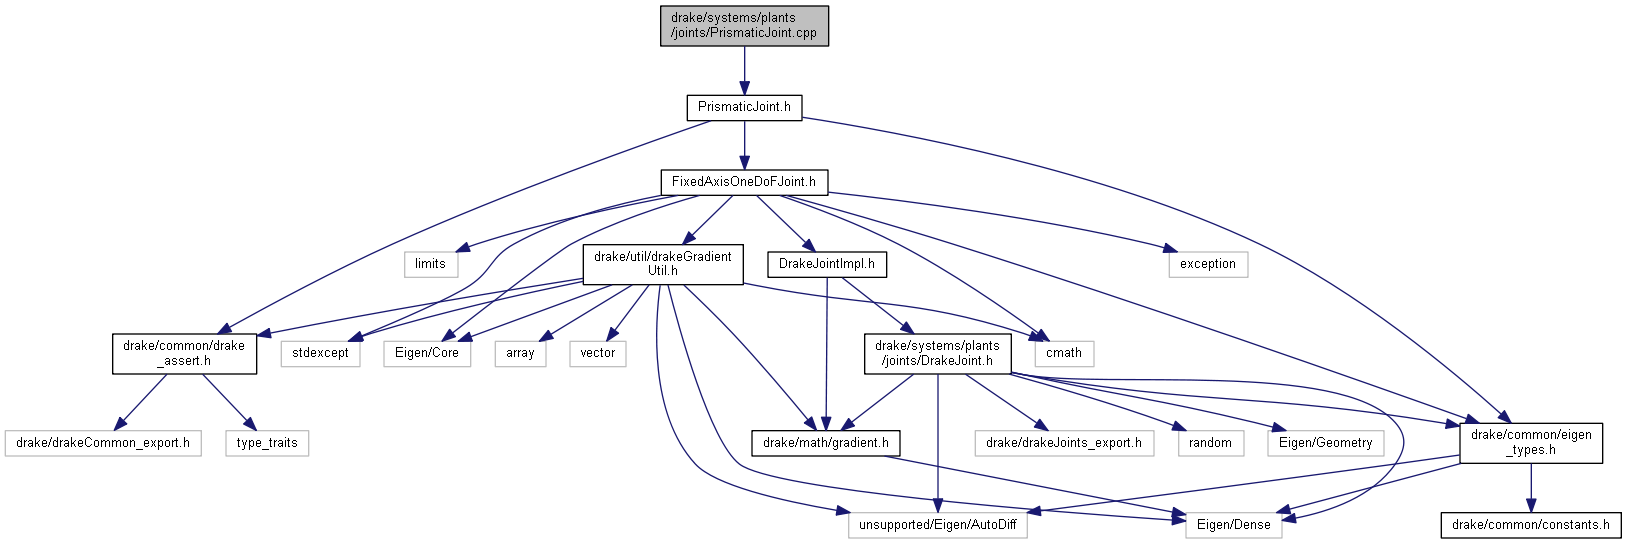 drake/systems/plants
/joints/PrismaticJoint.cpp
PrismaticJoint.h
FixedAxisOneDoFJoint.h
limits
drake/util/drakeGradient
Util.h
DrakeJointImpl.h
exception
drake/common/drake
_assert.h
stdexcept
Eigen/Core
array
vector
drake/systems/plants
/joints/DrakeJoint.h
cmath
drake/drakeCommon_export.h
type_traits
drake/math/gradient.h
drake/drakeJoints_export.h
random
Eigen/Geometry
drake/common/eigen
_types.h
unsupported/Eigen/AutoDiff
Eigen/Dense
drake/common/constants.h